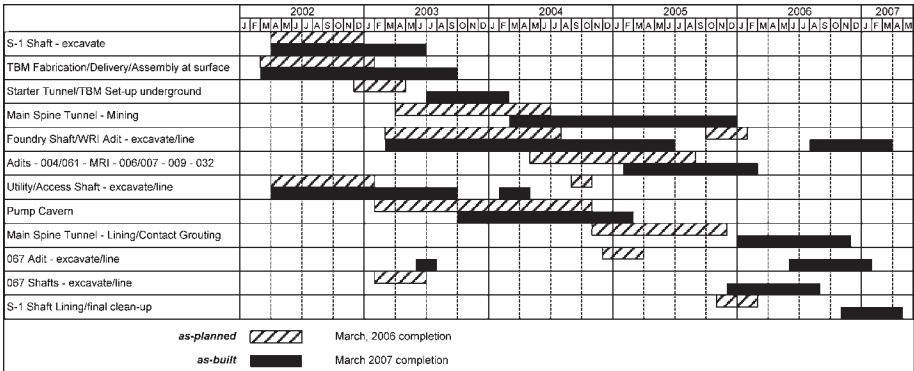 2002 2003 2004 2005 2006 2007
J F M A M J J A S O N D J F M A M J J A S O N D J F M A M J J A S O N D J F M A M J J A S O N D J F M A M J J A S O N D J F M A M
S-1 Shaft - excavate
TBM Fabrication/Delivery/Assembly at surface
Starter Tunnel/TBM Set-up underground
Main Spine Tunnel - Mining
Foundry Shaft/WRI Adit - excavate/line
Adits - 004/061 - MRI - 006/007 - 009 - 032
Utility/Access Shaft - excavate/line
Pump Cavern
Main Spine Tunnel - Lining/Contact Grouting
067 Adit - excavate/line
067 Shafts - excavate/line
S-1 Shaft Lining/final clean-up
as-planned March, 2006 completion
as-built March 2007 completion